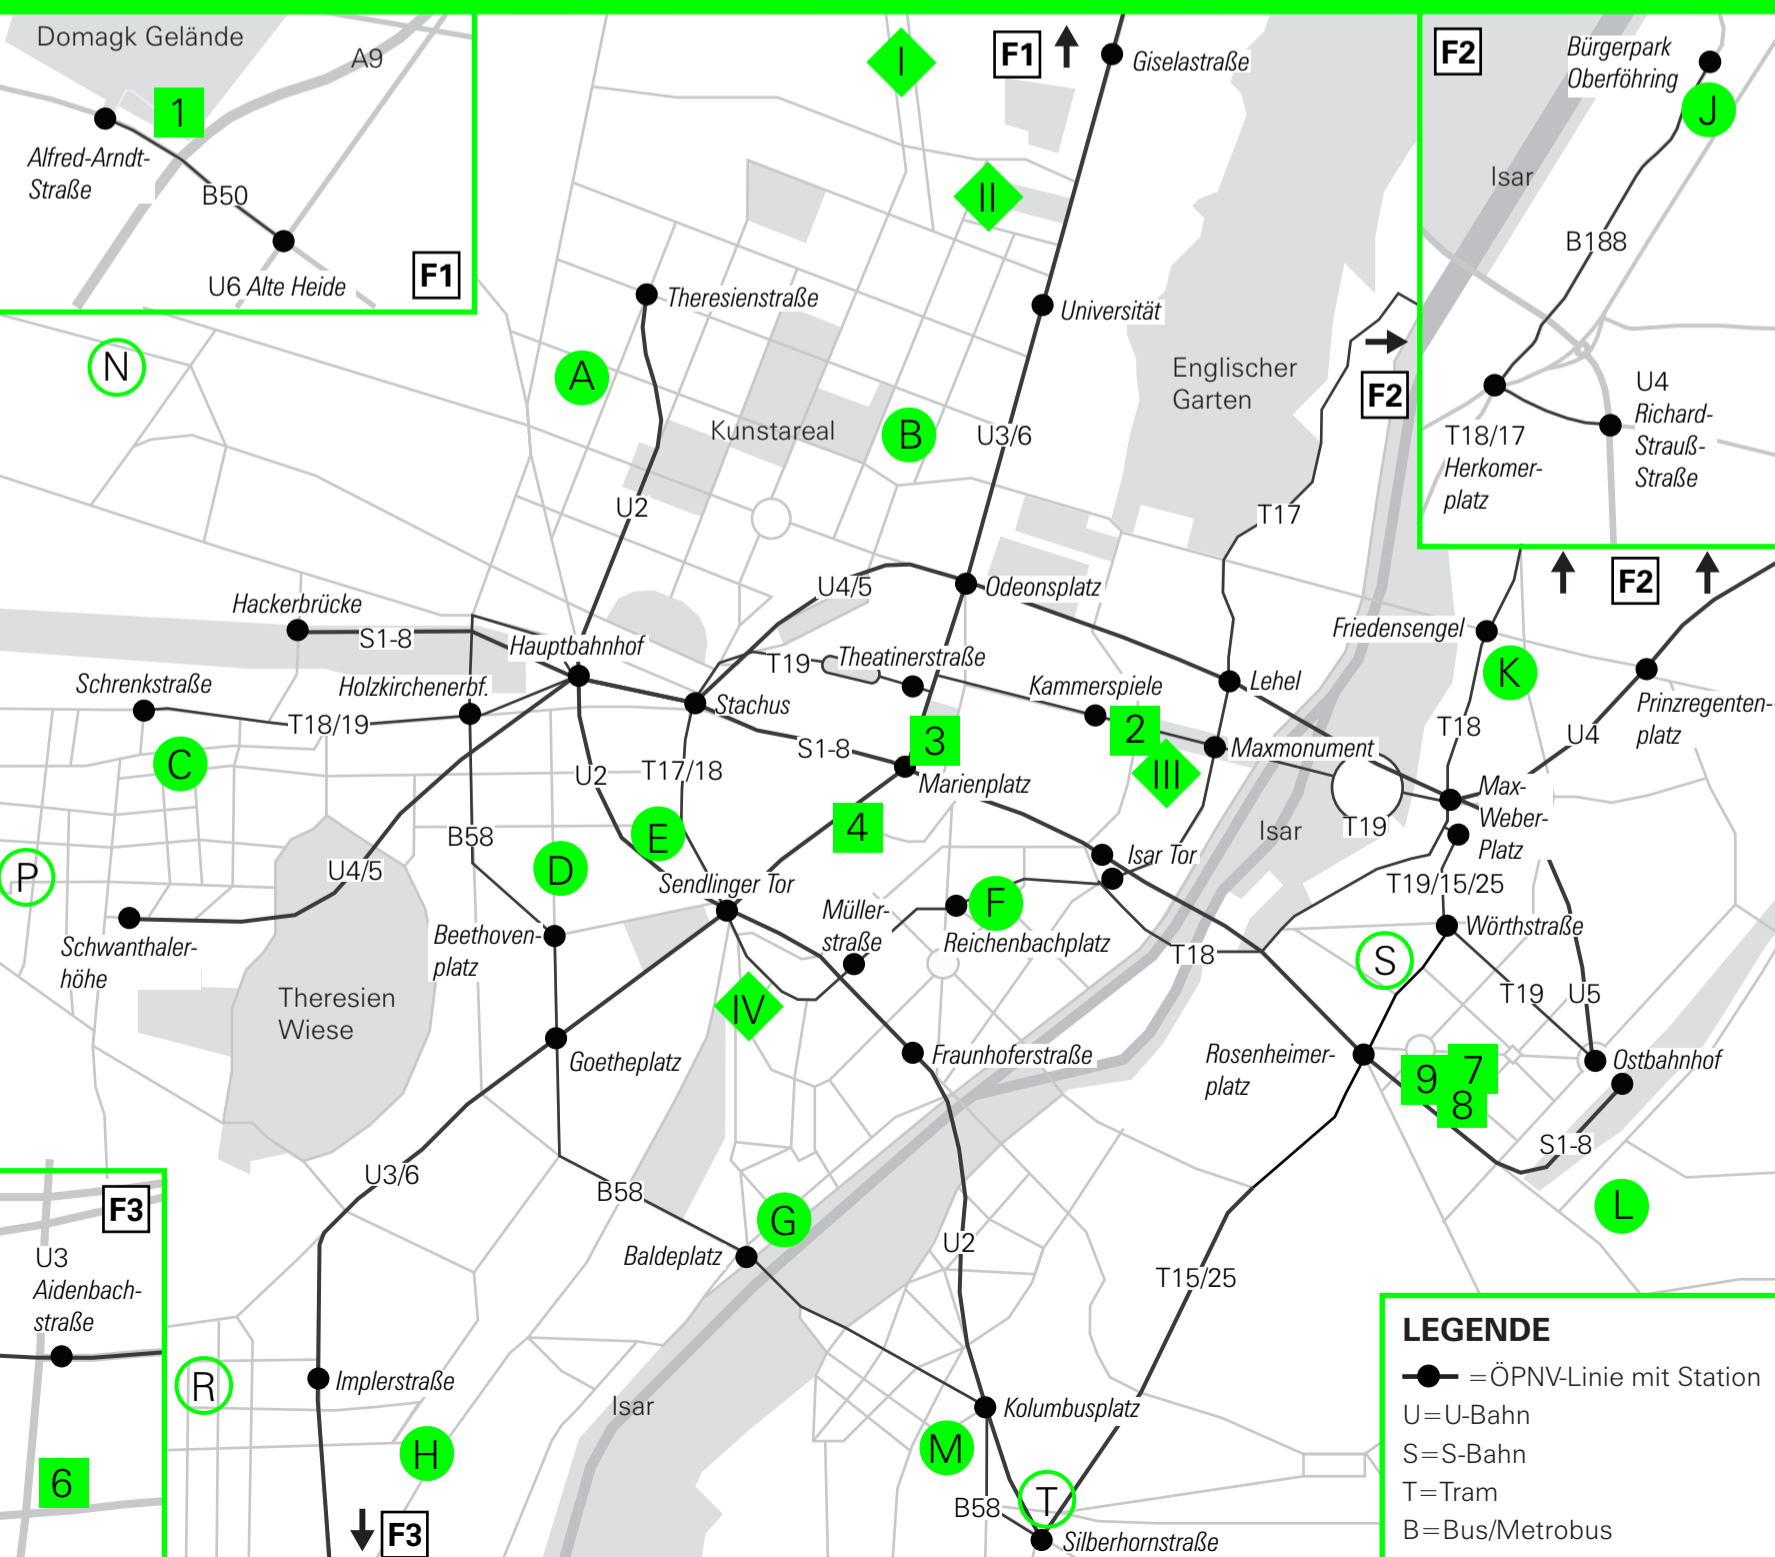 Domagk Gelände
A9
1
Alfred-Arndt-
Straße
B50
U6 Alte Heide
F1
I
F1
Giselastraße
II
F2
Bürgerpark
Oberföhring
J
Isar
B188
U4
Richard-
Strauß-
Straße
T18/17
Herkomer-
platz
N
Theresienstraße
A
Universität
Englischer
Garten
F2
Kunstareal
B
U3/6
U2
T17
F2
Hackerbrücke
S1-8
Hauptbahnhof
U4/5
Odeonsplatz
Friedensengel
K
Schrenkstraße
Holzkirchenerbf.
T18/19
Stachus
T19
Theatinerstraße
Kammerspiele
Lehel
Prinzregenten-
platz
C
U2
T17/18
S1-8
3
Marienplatz
2
III
Maxmonument
T18
U4
Max-
Weber-
Platz
T19
Isar
P
B58
U4/5
D
E
4
Sendlinger Tor
Isar Tor
T19/15/25
Schwanthaler-
höhe
Beethoven-
platz
Müller-
straße
F
Reichenbachplatz
T18
S
Wörthstraße
T19
U5
Theresien
Wiese
IV
Goetheplatz
Fraunhoferstraße
Rosenheimer-
platz
9
7
8
Ostbahnhof
S1-8
U3/6
B58
G
Baldeplatz
U2
T15/25
L
F3
U3
Aidenbach-
straße
6
R
Implerstraße
H
F3
Isar
Kolumbusplatz
M
B58
T
Silberhornstraße
LEGENDE
=ÖPNV-Linie mit Station
U=U-Bahn
S=S-Bahn
T=Tram
B=Bus/Metrobus